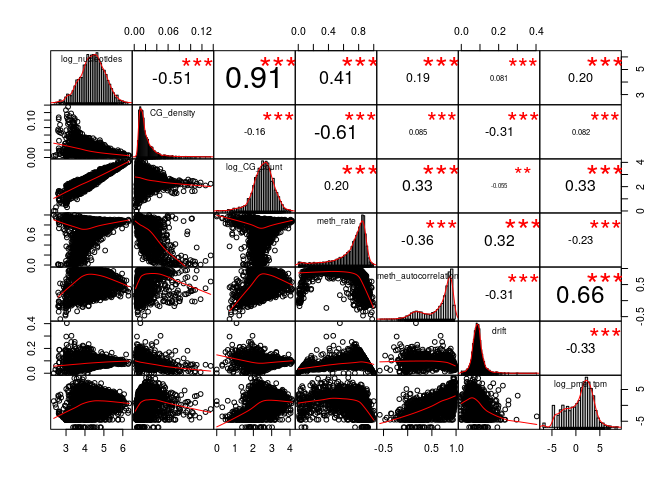 0.00 0.06 0.12 0.0 0.4 0.8 0.0 0.2 0.4
log_nucleotides -0.51 *** 0.91 *** 0.41 *** 0.19 *** 0.081 *** 0.20 *** 3 5
0.00 0.10 CG_density -0.16 *** -0.61 *** 0.085 *** -0.31 *** 0.082 ***
log_CG_count 0.20 *** 0.33 *** -0.055 ** 0.33 *** 0 2 4
0.0 0.6 meth_rate -0.36 *** 0.32 *** -0.23 ***
meth_autocorrelation -0.31 *** 0.66 *** -0.5 0.5
0.0 0.2 0.4 drift -0.33 ***
-5 5
3 4 5 6 0 1 2 3 4 -0.5 0.5 1.0 -5 0 5